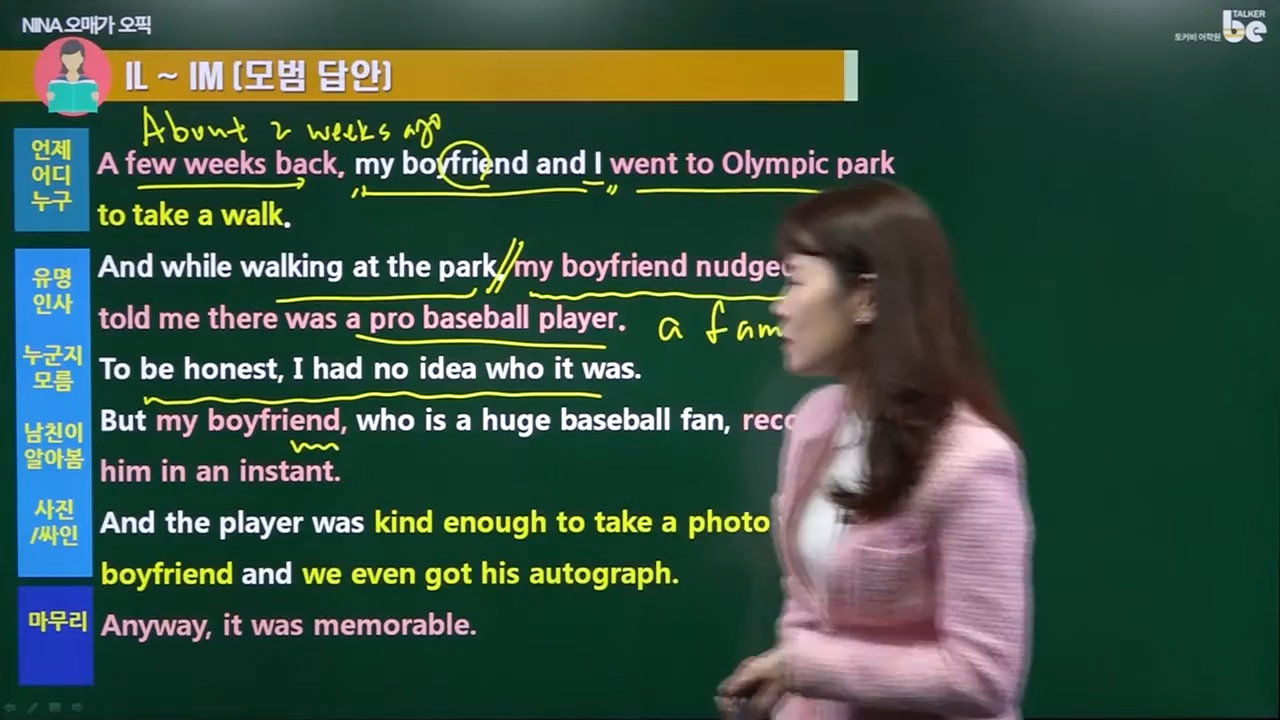 NINA 오매가 오픽
TALKER
be
토커비 어학원
IL ~ IM (모범 답안)
About 2 weeks ago
언제
어디
누구
A few weeks back, my boyfriend and I went to Olympic park
to take a walk.
유명
인사
And while walking at the park, my boyfriend nudged
told me there was a pro baseball player. a fam
누군지
모름
To be honest, I had no idea who it was.
남친이
알아봄
But my boyfriend, who is a huge baseball fan, reco
him in an instant.
사진
/싸인
And the player was kind enough to take a photo
boyfriend and we even got his autograph.
마무리
Anyway, it was memorable.